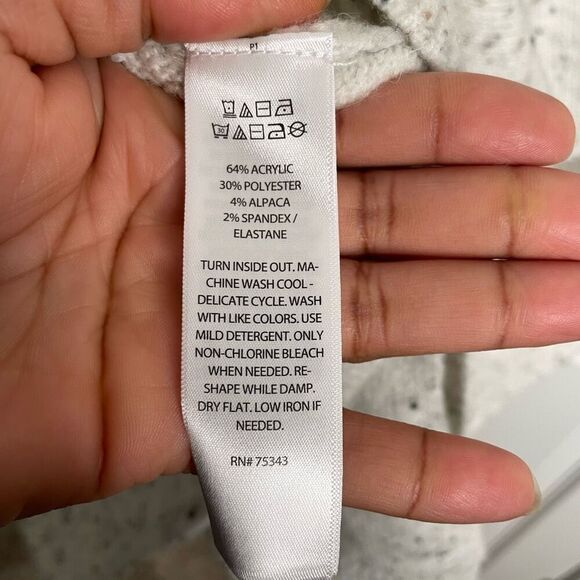 30
64% ACRYLIC
30% POLYESTER
4% ALPACA
2% SPANDEX /
ELASTANE
TURN INSIDE OUT. MA-
CHINE WASH COOL -
DELICATE CYCLE. WASH
WITH LIKE COLORS. USE
MILD DETERGENT. ONLY
NON-CHLORINE BLEACH
WHEN NEEDED. RE-
SHAPE WHILE DAMP.
DRY FLAT. LOW IRON IF
NEEDED.
RN# 75343